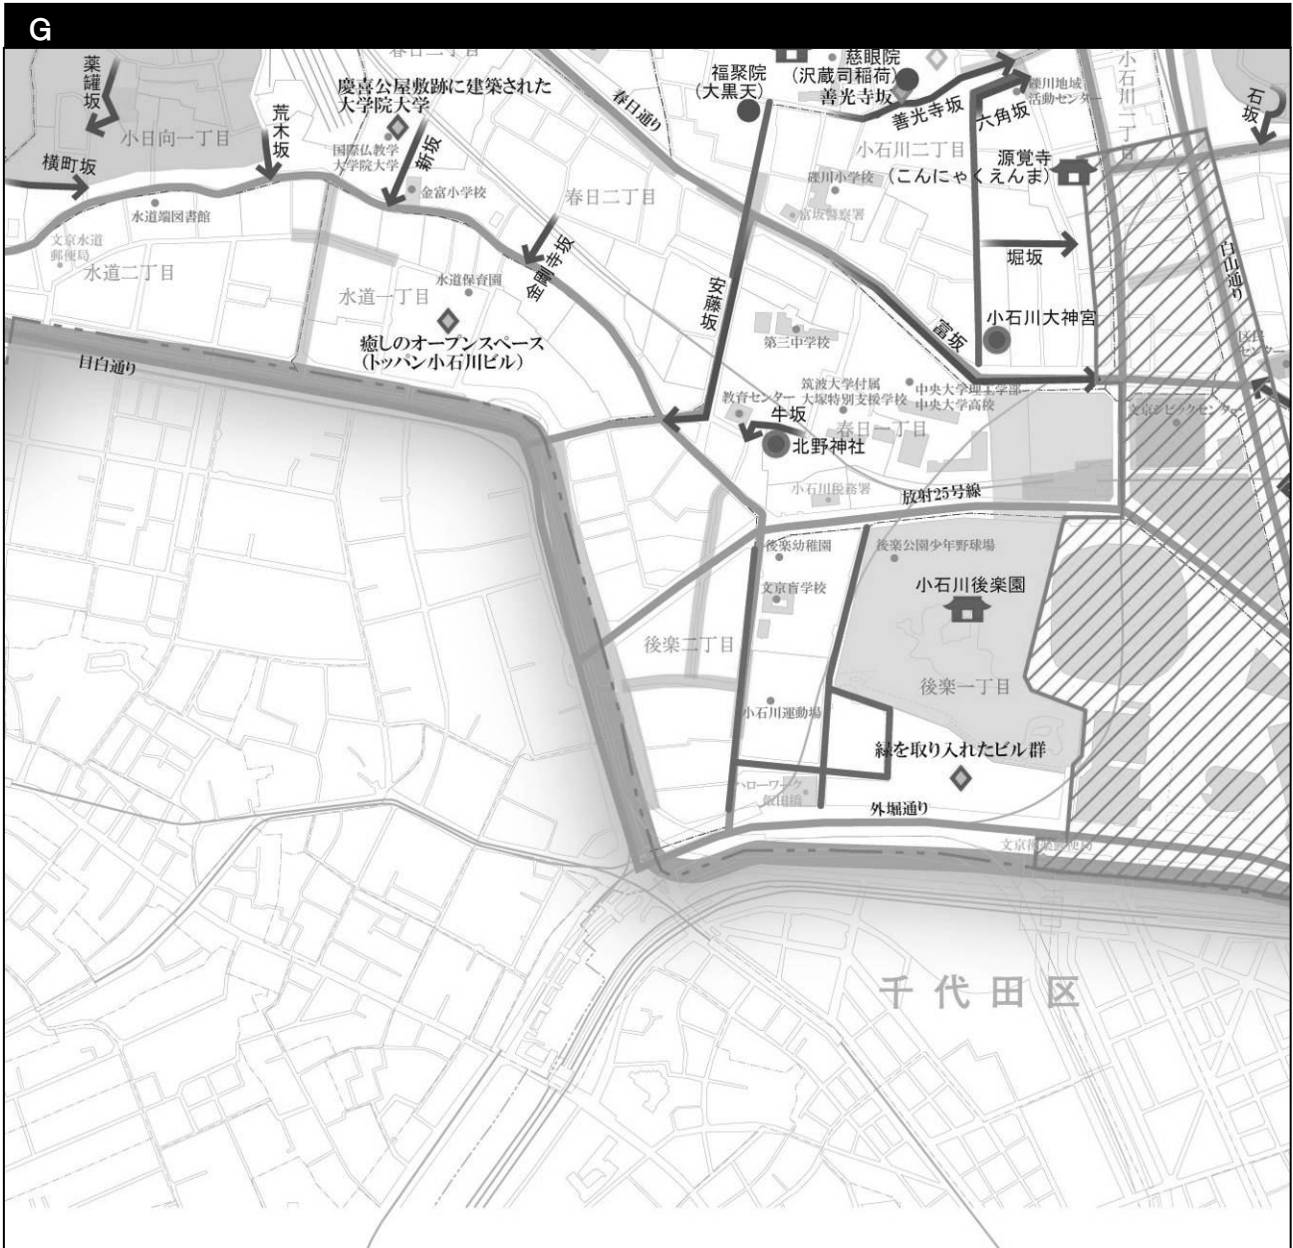 G
春日二丁目
薬罐坂
慶喜公屋敷跡に建築された
大学院大学
荒木坂
小日向一丁目
横町坂
国際仏教学
大学院大学
新坂
金富小学校
春日通り
福聚院
(大黒天)
慈眼院
(沢蔵司稲荷)
善光寺坂
善光寺坂
六角坂
礫川地域
活動センター
小石川一丁目
石坂
小石川二丁目
源覚寺
(こんにゃくえんま)
礫川小学校
富坂警察署
春日二丁目
水道端図書館
文京水道
郵便局
水道二丁目
水道一丁目
水道保育園
金剛寺坂
安藤坂
堀坂
白山通り
小石川大神宮
富坂
区民
センター
癒しのオープンスペース
(トッパン小石川ビル)
目白通り
第三中学校
教育センター
筑波大学付属
大塚特別支援学校
中央大学理工学部
中央大学高校
文京シビックセンター
牛坂
春日一丁目
北野神社
小石川税務署
放射25号線
後楽幼稚園
後楽公園少年野球場
文京盲学校
小石川後楽園
後楽二丁目
後楽一丁目
小石川運動場
緑を取り入れたビル群
ハローワーク
飯田橋
外堀通り
千代田区